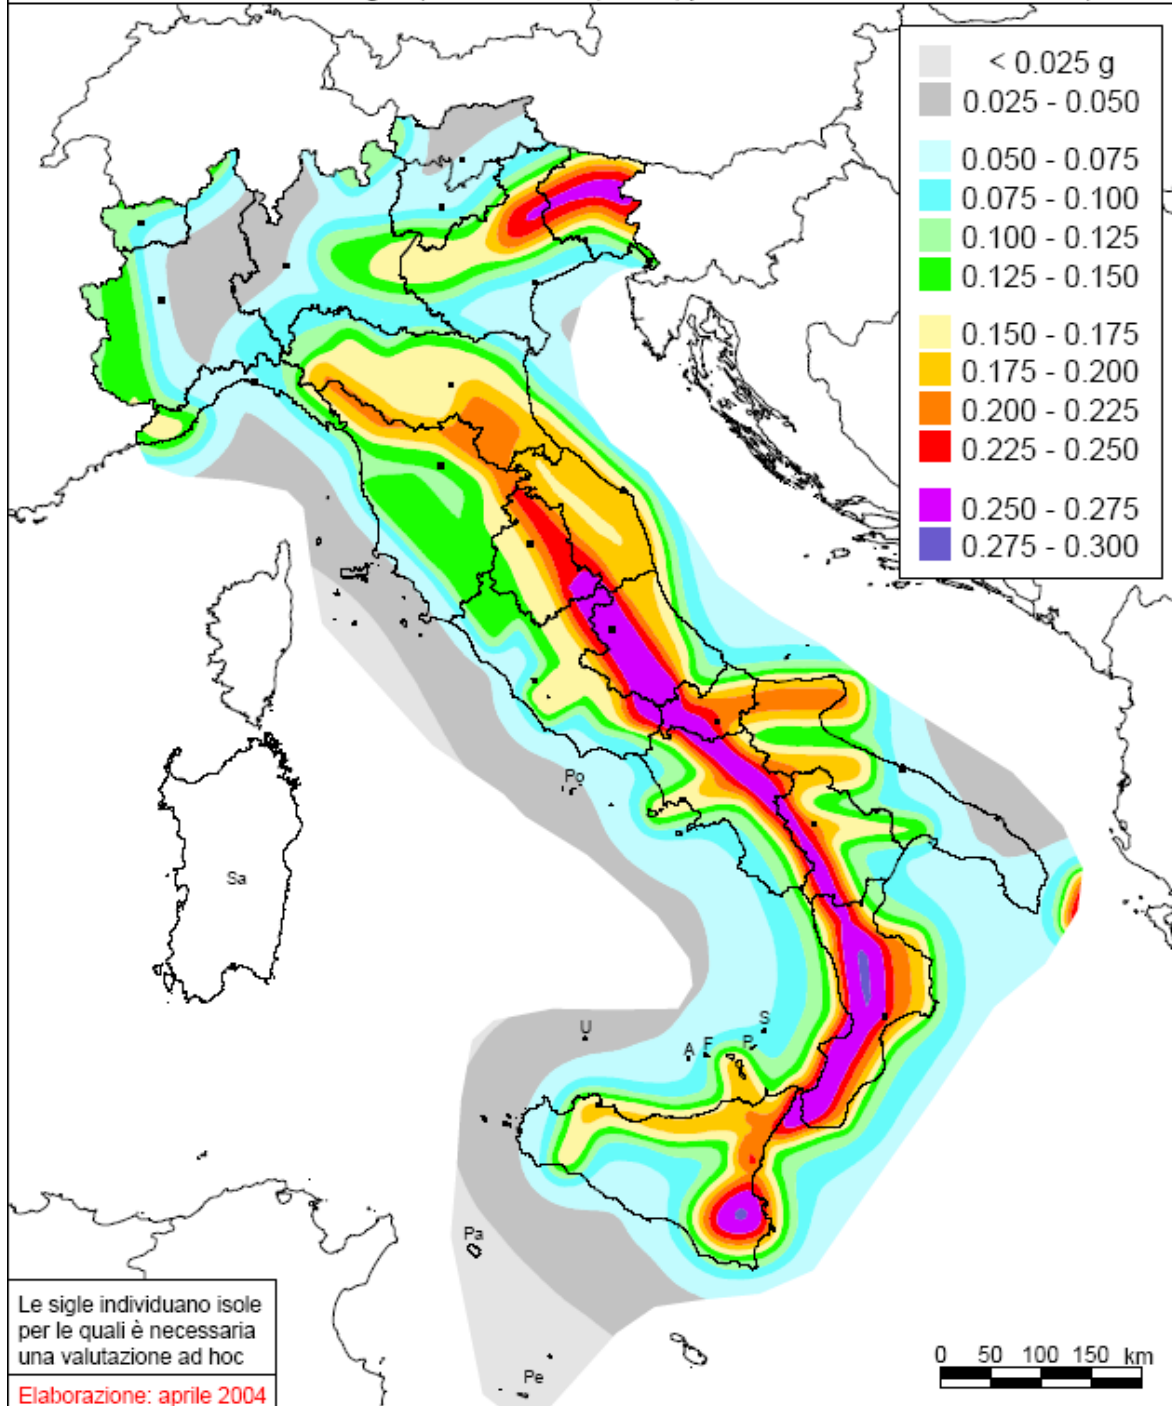 < 0.025 g
0.025 - 0.050
0.050 - 0.075
0.075 - 0.100
0.100 - 0.125
0.125 - 0.150
0.150 - 0.175
0.175 - 0.200
0.200 - 0.225
0.225 - 0.250
0.250 - 0.275
0.275 - 0.300
Po
Sa
S
U
A F P
Pa
Pe
Le sigle individuano isole
per le quali è necessaria
una valutazione ad hoc
Elaborazione: aprile 2004
0 50 100 150 km